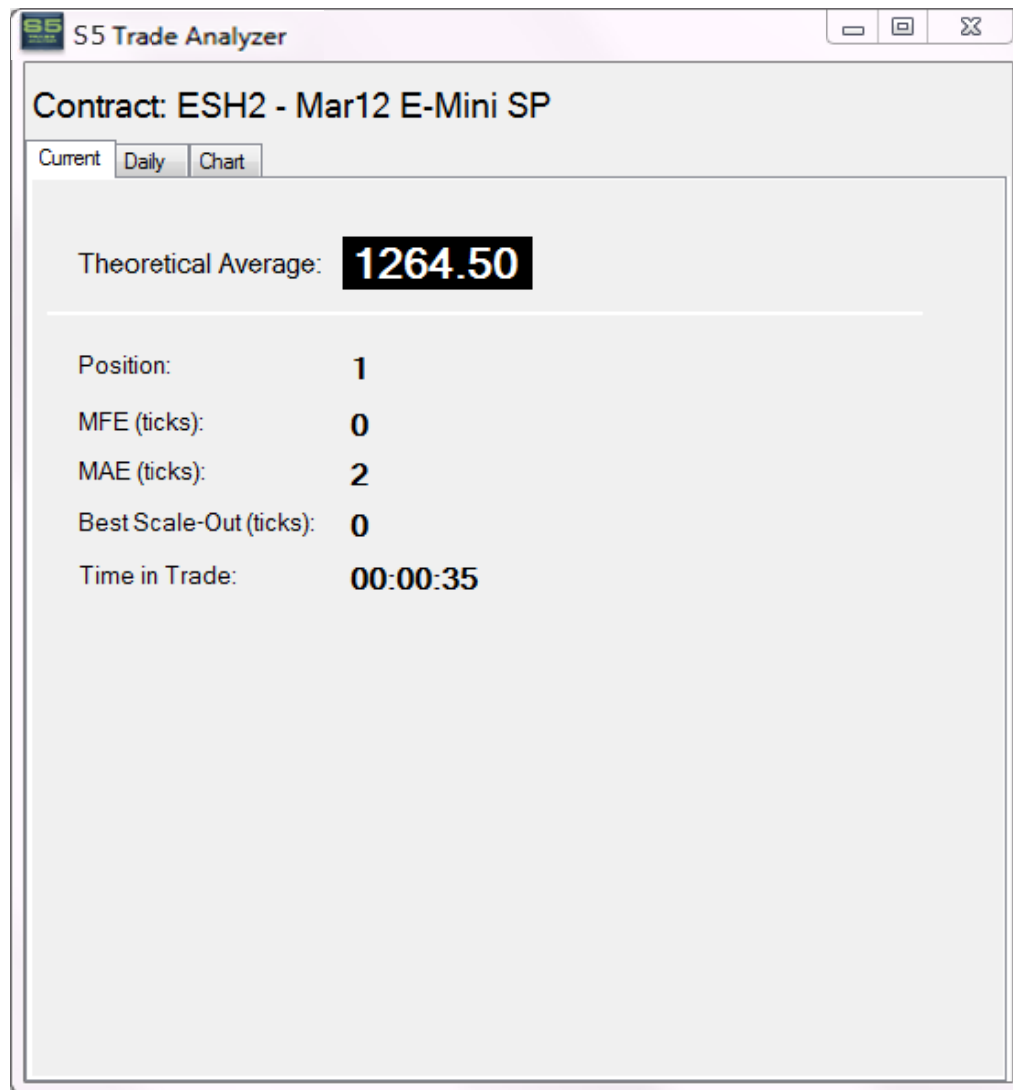 S5 S5 Trade Analyzer
Contract: ESH2 - Mar12 E-Mini SP
Current Daily Chart
Theoretical Average: 1264.50
Position: 1
MFE (ticks): 0
MAE (ticks): 2
Best Scale-Out (ticks): 0
Time in Trade: 00:00:35